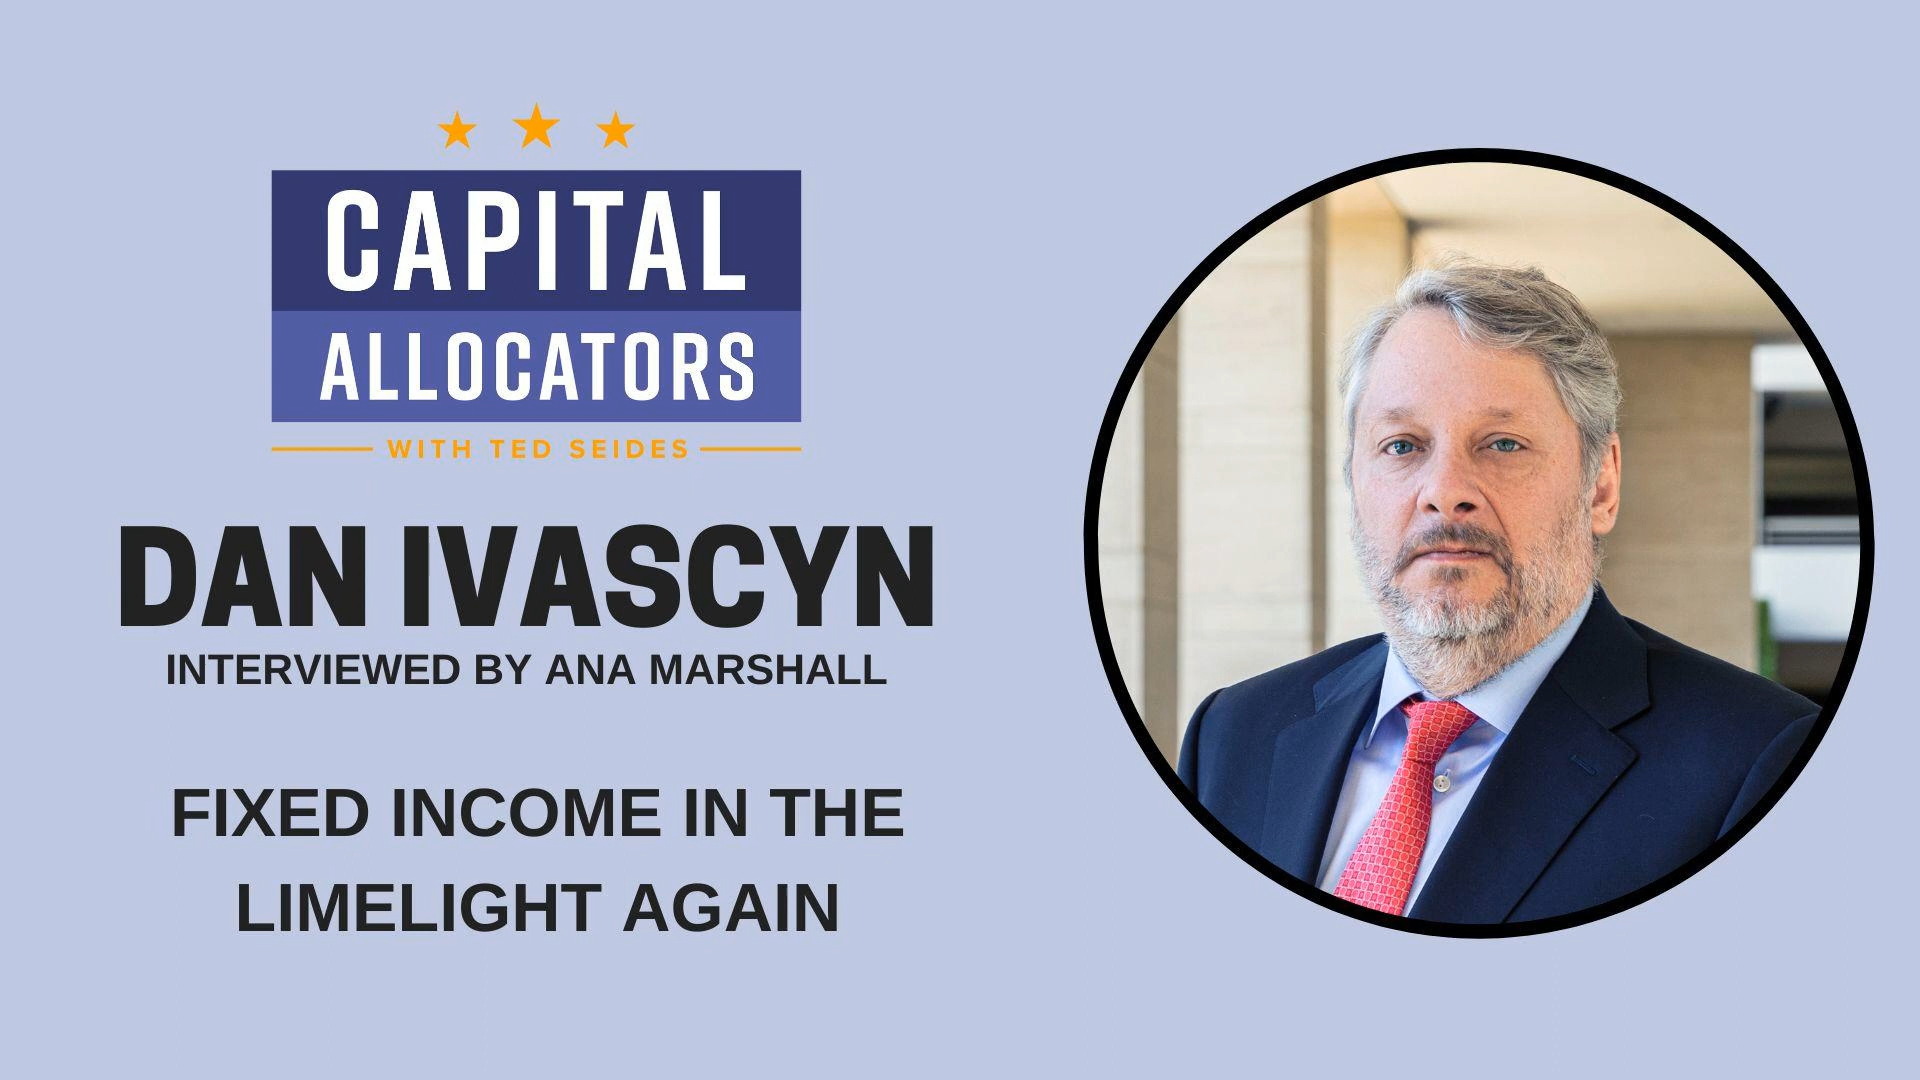 CAPITAL
ALLOCATORS
WITH TED SEIDES
DAN IVASCYN
INTERVIEWED BY ANA MARSHALL
FIXED INCOME IN THE
LIMELIGHT AGAIN